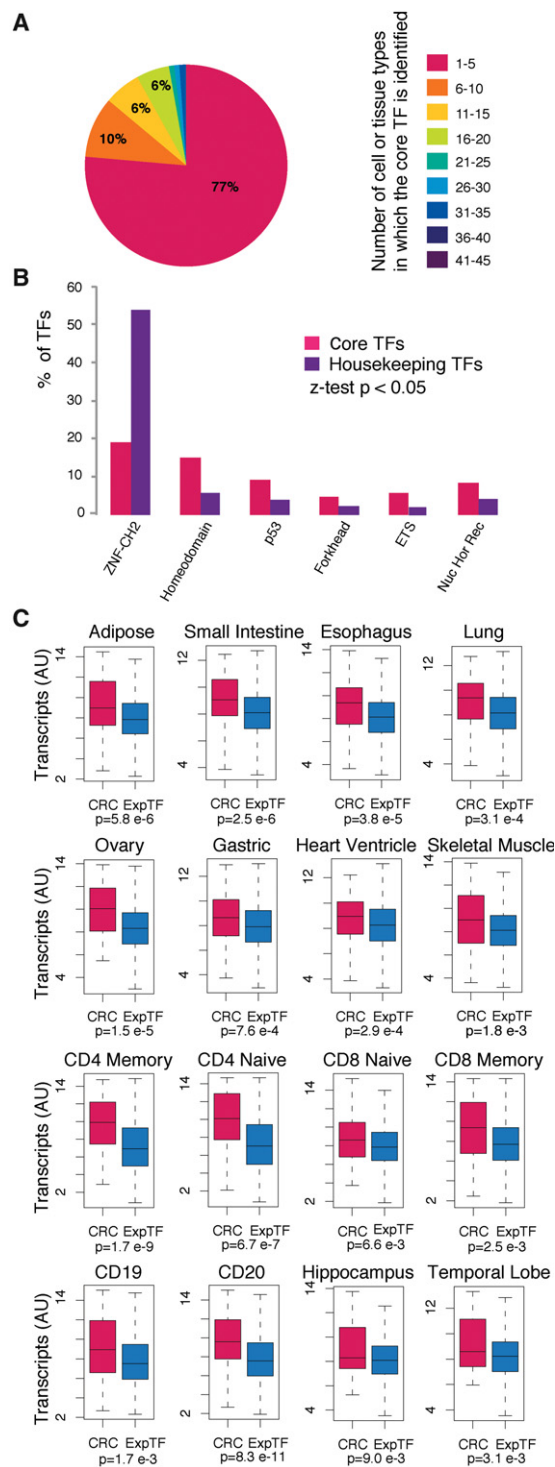 A
6%
6%
10%
77%
Number of cell or tissue types
in which the core TF is identified
1-5
6-10
11-15
16-20
21-25
26-30
31-35
36-40
41-45
B
% of TFs
60
50
40
30
20
10
0
Core TFs
Housekeeping TFs
z-test p < 0.05
ZNF-CH2
Homeodomain
p53
Forkhead
ETS
Nuc Hor Rec
C
Adipose Small Intestine Esophagus Lung
Transcripts (AU)
14 12 14 12
2 4 4 4
CRC ExpTF CRC ExpTF CRC ExpTF CRC ExpTF
p=5.8 e-6 p=2.5 e-6 p=3.8 e-5 p=3.1 e-4
Ovary Gastric Heart Ventricle Skeletal Muscle
Transcripts (AU)
14 12 12 14
4 4 4 4
CRC ExpTF CRC ExpTF CRC ExpTF CRC ExpTF
p=1.5 e-5 p=7.6 e-4 p=2.9 e-4 p=1.8 e-3
CD4 Memory CD4 Naive CD8 Naive CD8 Memory
Transcripts (AU)
14 14 14 14
2 2 2 2
CRC ExpTF CRC ExpTF CRC ExpTF CRC ExpTF
p=1.7 e-9 p=6.7 e-7 p=6.6 e-3 p=2.5 e-3
CD19 CD20 Hippocampus Temporal Lobe
Transcripts (AU)
14 14 14 12
2 2 4 4
CRC ExpTF CRC ExpTF CRC ExpTF CRC ExpTF
p=1.7 e-3 p=8.3 e-11 p=9.0 e-3 p=3.1 e-3